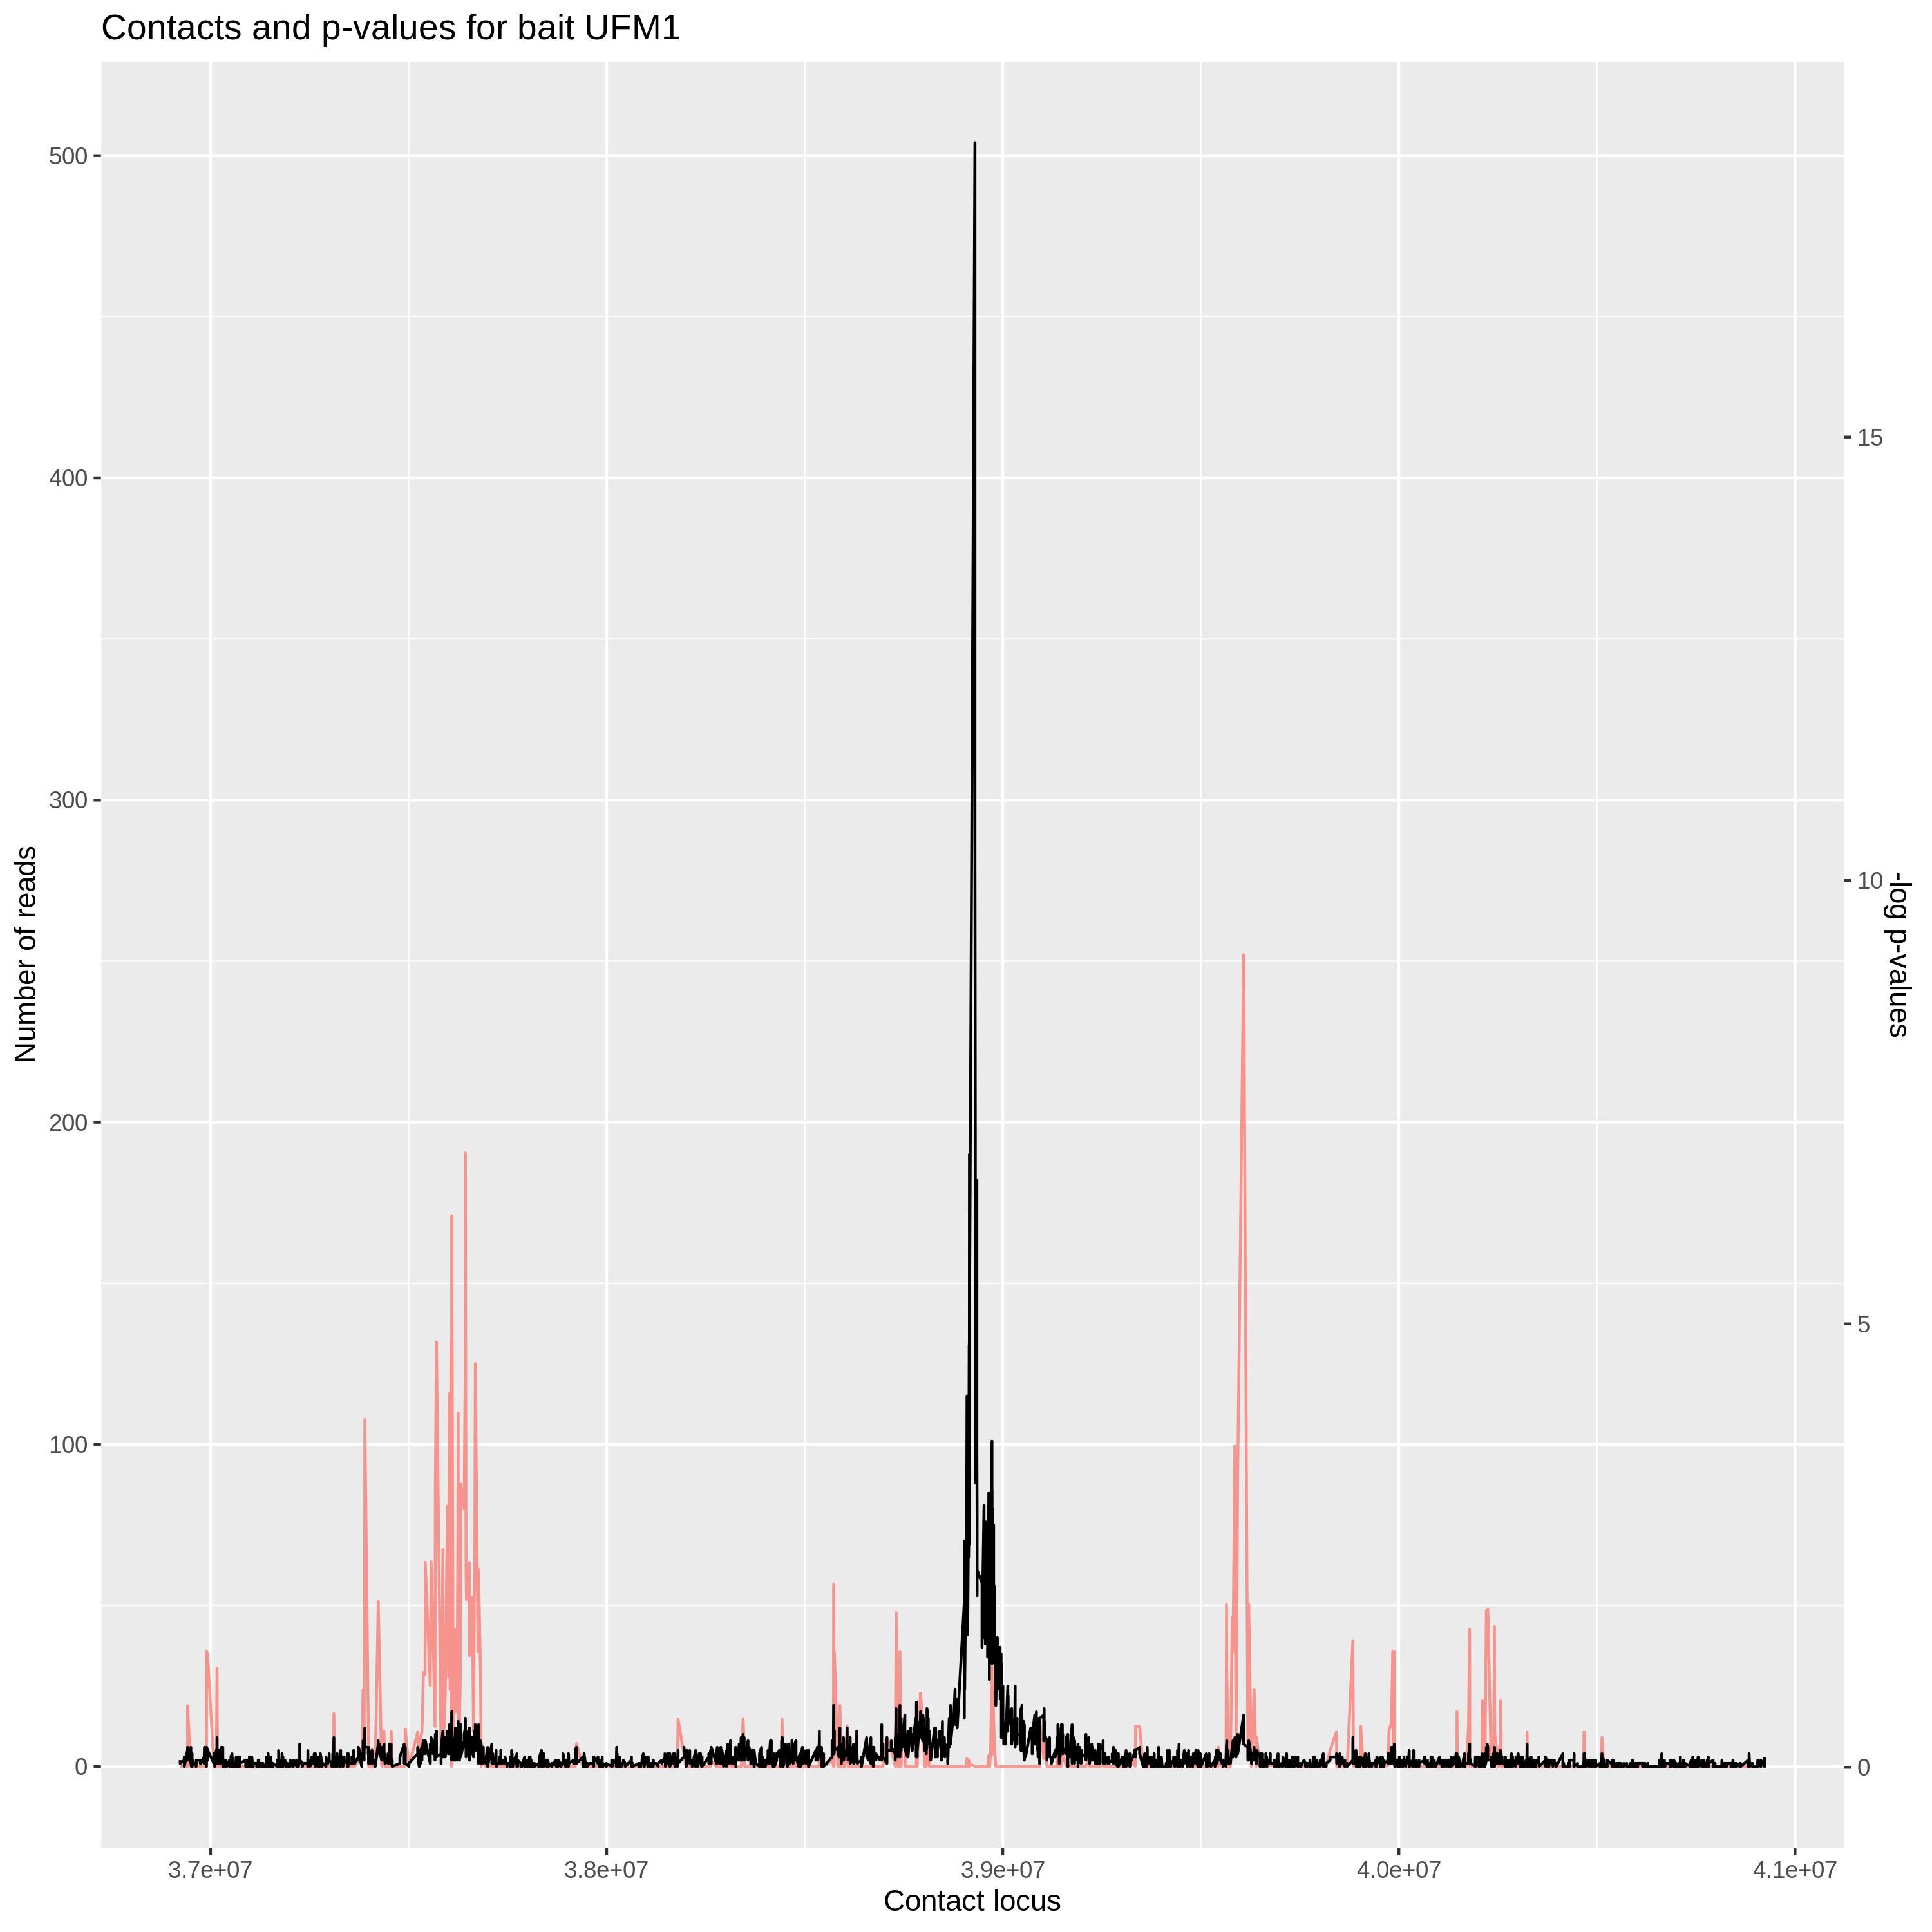 Contacts and p-values for bait UFM1
500
400
300
200
100
0
Number of reads
15
10
5
0
-log p-values
3.7e+07 3.8e+07 3.9e+07 4.0e+07 4.1e+07
Contact locus